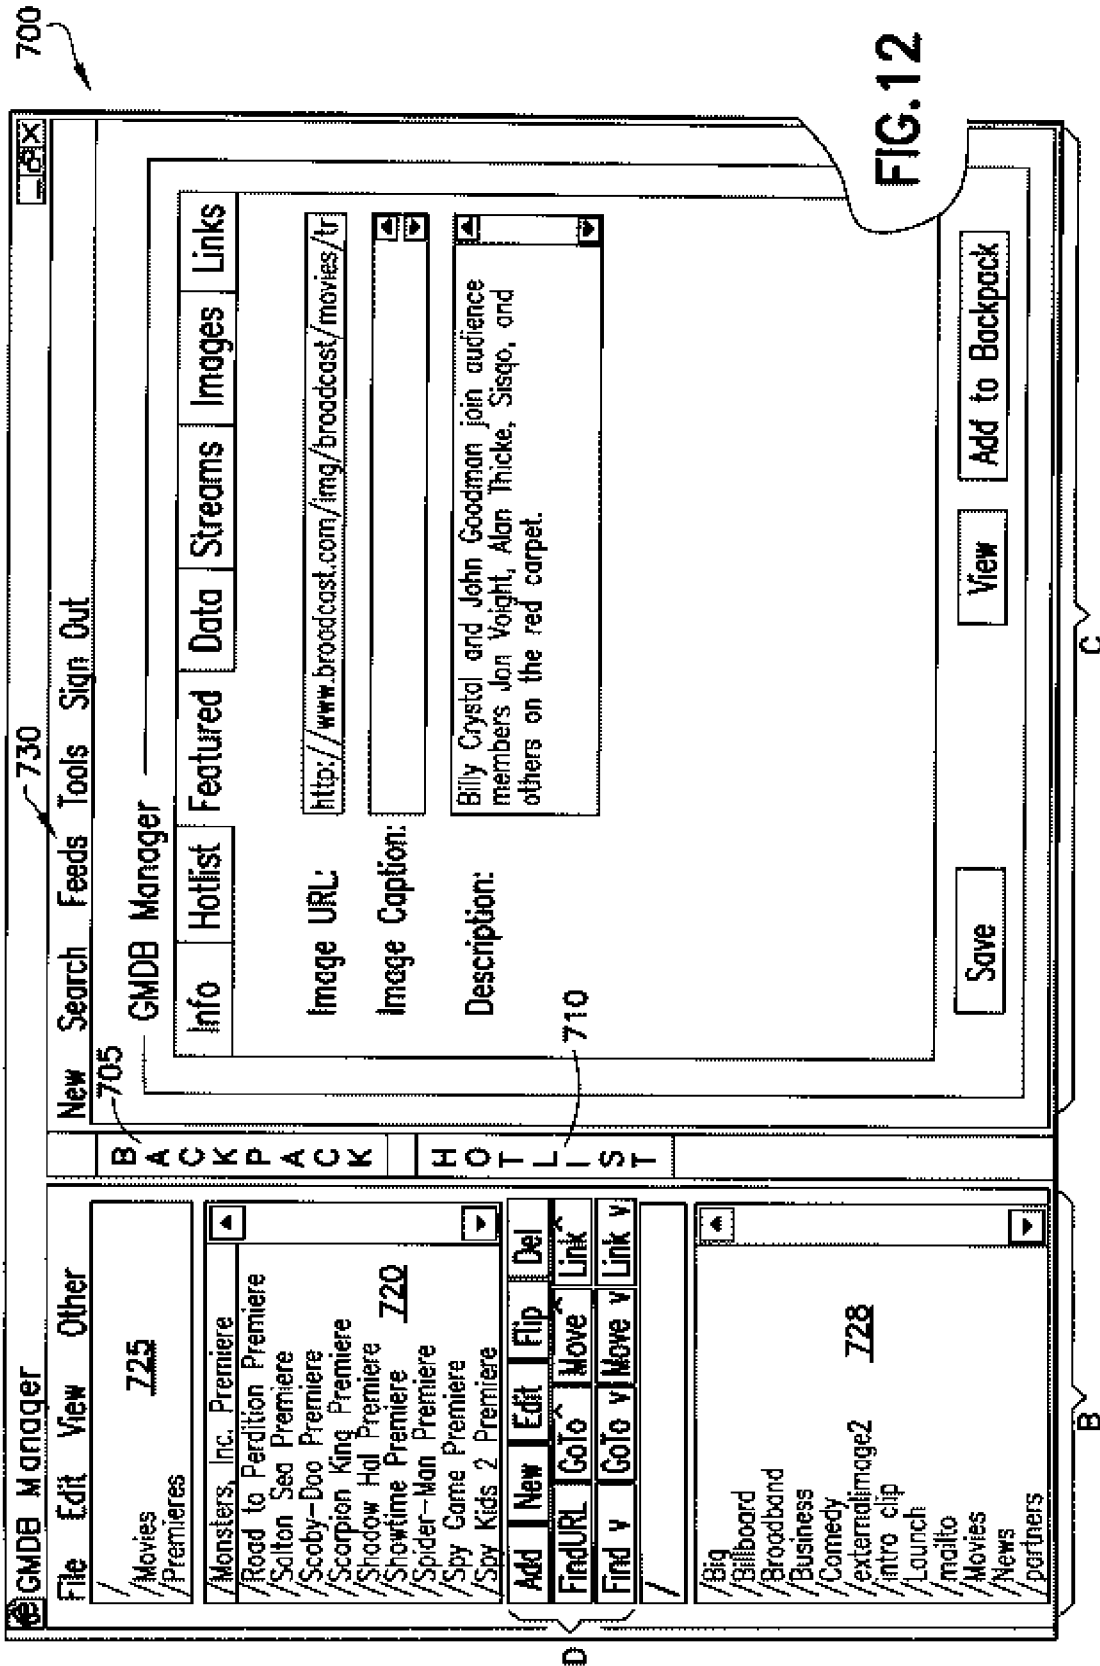 700
GMDB Manager
File Edit View Other
New Search Feeds Tools Sign Out
730
725
/
/Movies
/Premieres
/Monsters, Inc. Premiere
/Road to Perdition Premiere
/Salton Sea Premiere
/Scoby-Doo Premiere
/Scorpion King Premiere
/Shadow Hal Premiere
/Showtime Premiere
/Spider-Man Premiere
/Spy Game Premiere
/Spy Kids 2 Premiere
720
Add New Edit Flip Del
FindURL GoTo ^ Move ^ Link ^
Find v GoTo v Move v Link v
/
/Big
/Billboard
/Broadband
/Business
/Comedy
/externalimage2
/intro clip
/Launch
/mailto
/Movies
/News
/partners
728
D
B
705
BACKPACK
HOTLIST
710
GMDB Manager
Info Hotlist Featured Data Streams Images Links
Image URL: http://www.broadcast.com/img/broadcast/movies/tr
Image Caption:
Description: Billy Crystal and John Goodman join audience
members Jon Voight, Alan Thicke, Sisqo, and
others on the red carpet.
Save View Add to Backpack
C
FIG.12